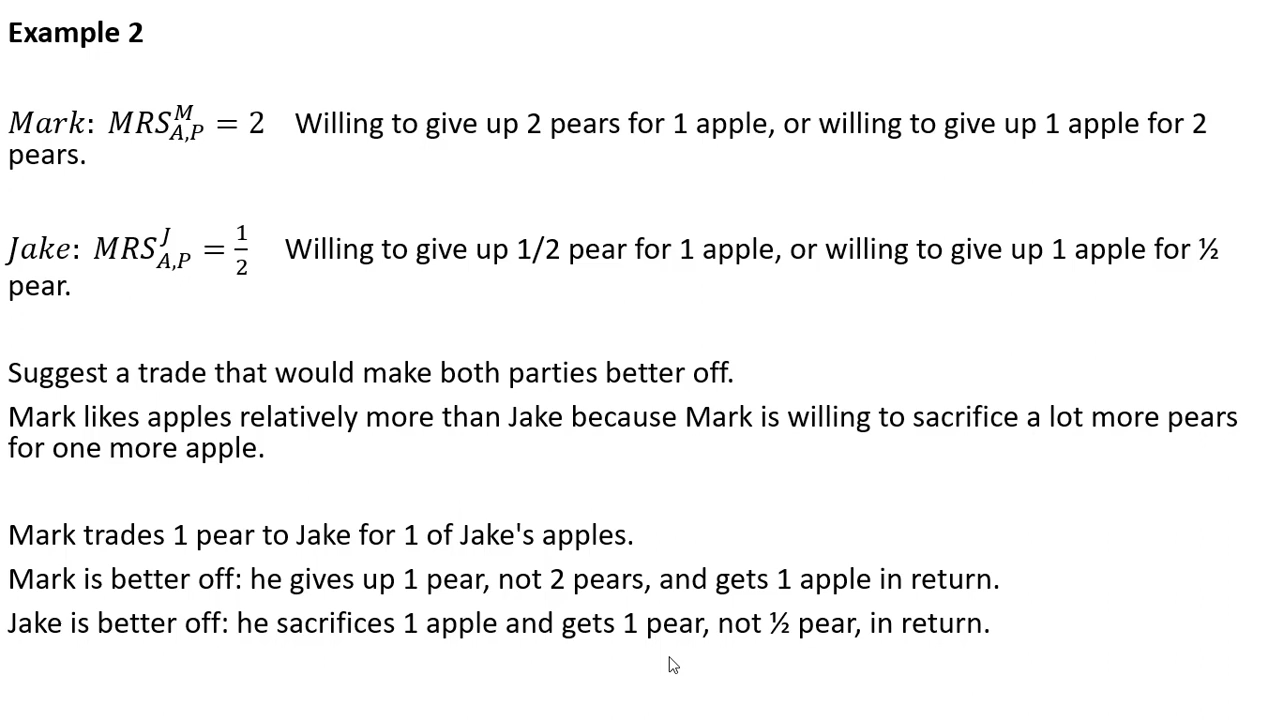 Example 2
Mark: MRS^M_{A,P} = 2 Willing to give up 2 pears for 1 apple, or willing to give up 1 apple for 2
pears.
Jake: MRS^J_{A,P} = 1/2 Willing to give up 1/2 pear for 1 apple, or willing to give up 1 apple for ½
pear.
Suggest a trade that would make both parties better off.
Mark likes apples relatively more than Jake because Mark is willing to sacrifice a lot more pears
for one more apple.
Mark trades 1 pear to Jake for 1 of Jake's apples.
Mark is better off: he gives up 1 pear, not 2 pears, and gets 1 apple in return.
Jake is better off: he sacrifices 1 apple and gets 1 pear, not ½ pear, in return.